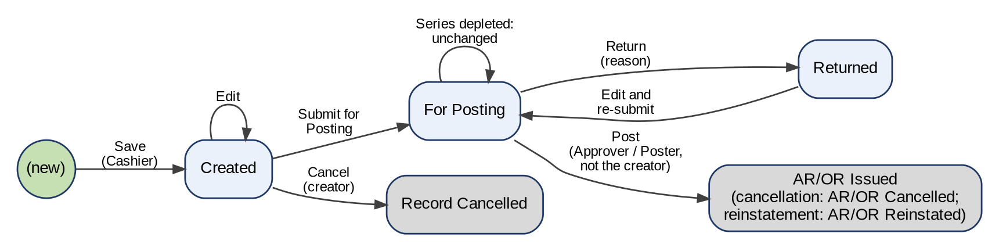 Series depleted:
unchanged
Return
(reason)
Returned
Edit
Edit and
re-submit
For Posting
Submit for
Posting
Save
(Cashier)
Post
(Approver / Poster,
not the creator)
(new)
Created
Cancel
(creator)
Record Cancelled
AR/OR Issued
(cancellation: AR/OR Cancelled;
reinstatement: AR/OR Reinstated)